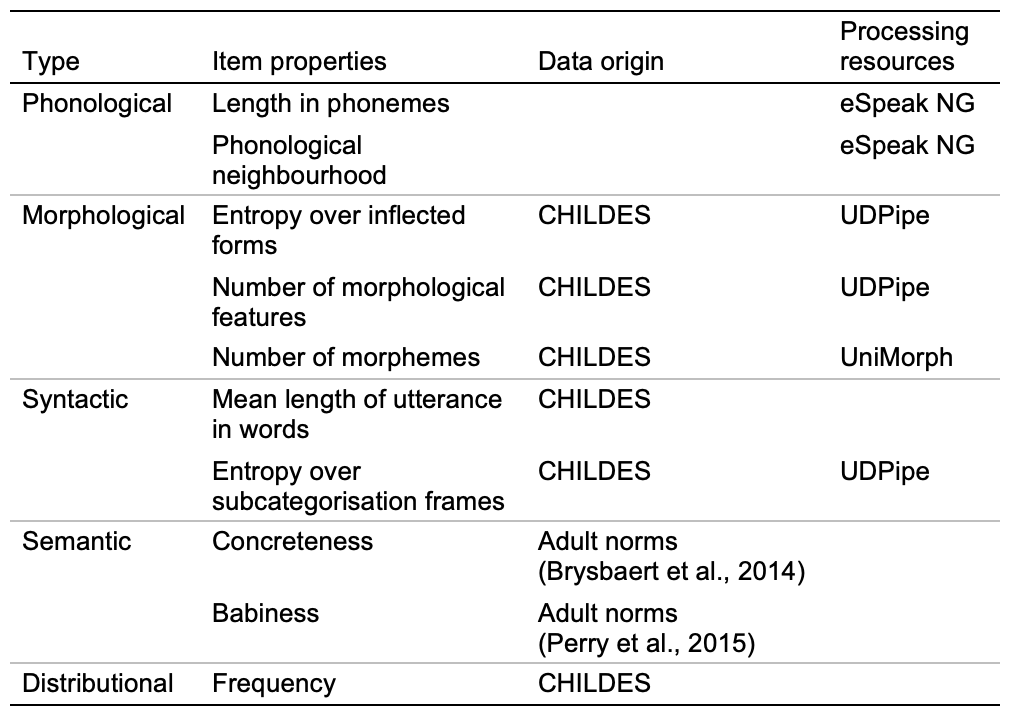 Processing
Type Item properties Data origin resources
Phonological Length in phonemes eSpeak NG
Phonological eSpeak NG
neighbourhood
Morphological Entropy over inflected CHILDES UDPipe
forms
Number of morphological CHILDES UDPipe
features
Number of morphemes CHILDES UniMorph
Syntactic Mean length of utterance CHILDES
in words
Entropy over CHILDES UDPipe
subcategorisation frames
Semantic Concreteness Adult norms
(Brysbaert et al., 2014)
Babiness Adult norms
(Perry et al., 2015)
Distributional Frequency CHILDES